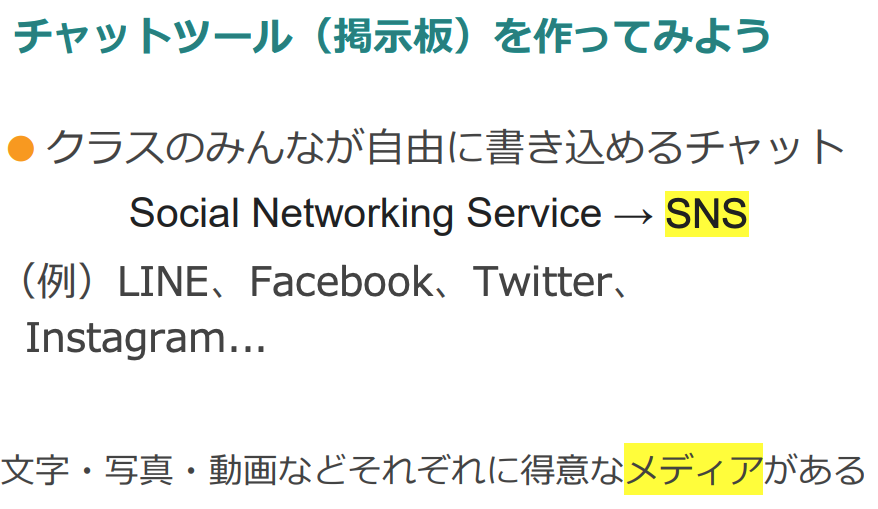 チャットツール（掲示板）を作ってみよう
● クラスのみんなが自由に書き込めるチャット
Social Networking Service → SNS
（例）LINE、Facebook、Twitter、
Instagram...
文字・写真・動画などそれぞれに得意なメディアがある